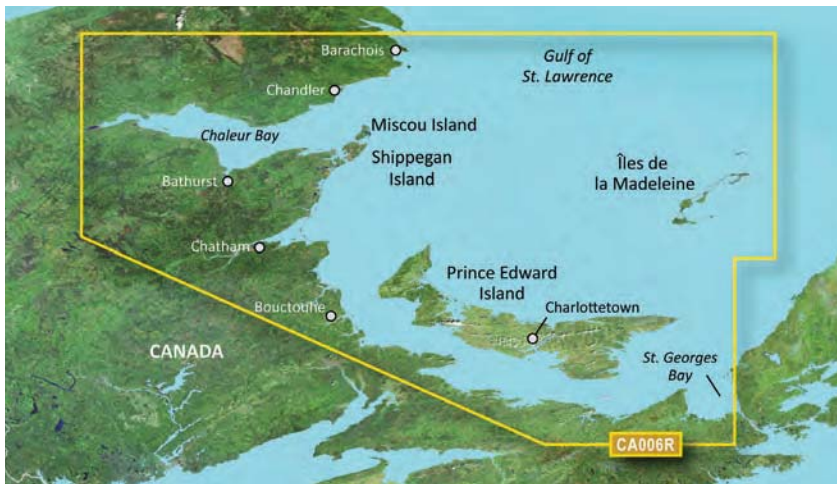 Barachois
Gulf of
St. Lawrence
Chandler
Chaleur Bay
Miscou Island
Shippegan
Island
Îles de
la Madeleine
Bathurst
Chatham
Prince Edward
Island
Charlottetown
Bouctouhe
CANADA
St. Georges
Bay
CA006R